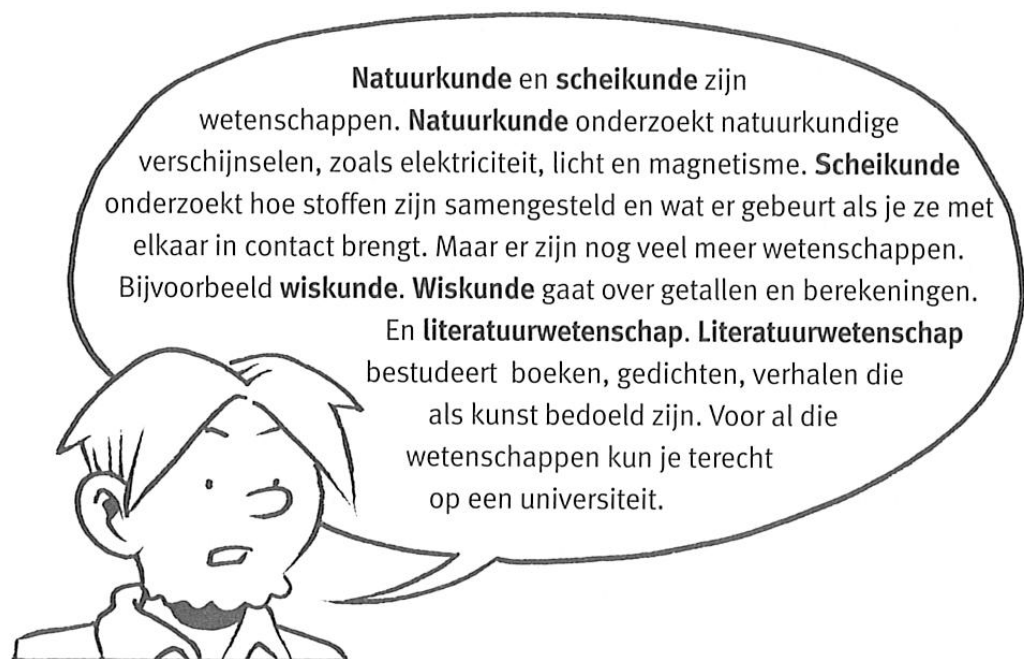 Natuurkunde en scheikunde zijn
wetenschappen. Natuurkunde onderzoekt natuurkundige
verschijnselen, zoals elektriciteit, licht en magnetisme. Scheikunde
onderzoekt hoe stoffen zijn samengesteld en wat er gebeurt als je ze met
elkaar in contact brengt. Maar er zijn nog veel meer wetenschappen.
Bijvoorbeeld wiskunde. Wiskunde gaat over getallen en berekeningen.
En literatuurwetenschap. Literatuurwetenschap
bestudeert boeken, gedichten, verhalen die
als kunst bedoeld zijn. Voor al die
wetenschappen kun je terecht
op een universiteit.